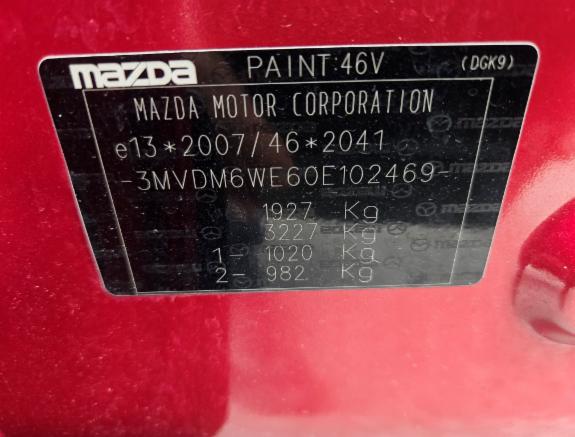 mazda PAINT:46V (DGK9)
MAZDA MOTOR CORPORATION
e13*2007/46*2041
-3MVDM6WE60E102469-
1927 Kg
3227 Kg
1- 1020 Kg
2- 982 Kg